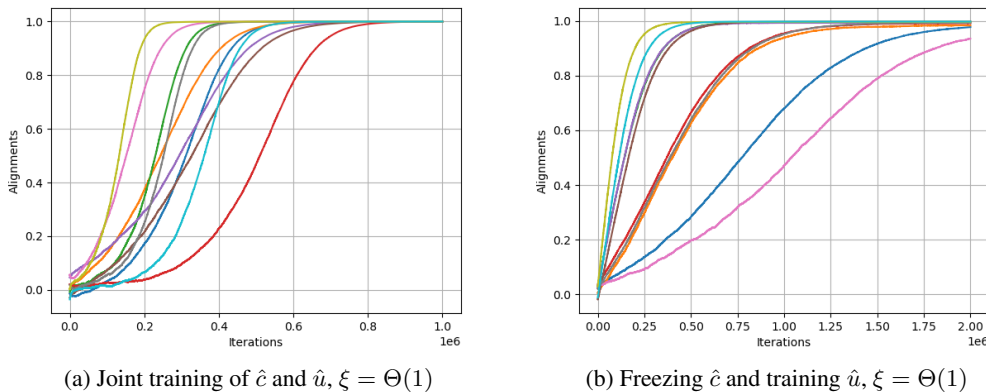 1.0
0.8
0.6
0.4
0.2
0.0
Alignments
0.0 0.2 0.4 0.6 0.8 1.0
Iterations 1e6
(a) Joint training of ĉ and û, ξ = Θ(1)
1.0
0.8
0.6
0.4
0.2
0.0
Alignments
0.00 0.25 0.50 0.75 1.00 1.25 1.50 1.75 2.00
Iterations 1e6
(b) Freezing ĉ and training û, ξ = Θ(1)